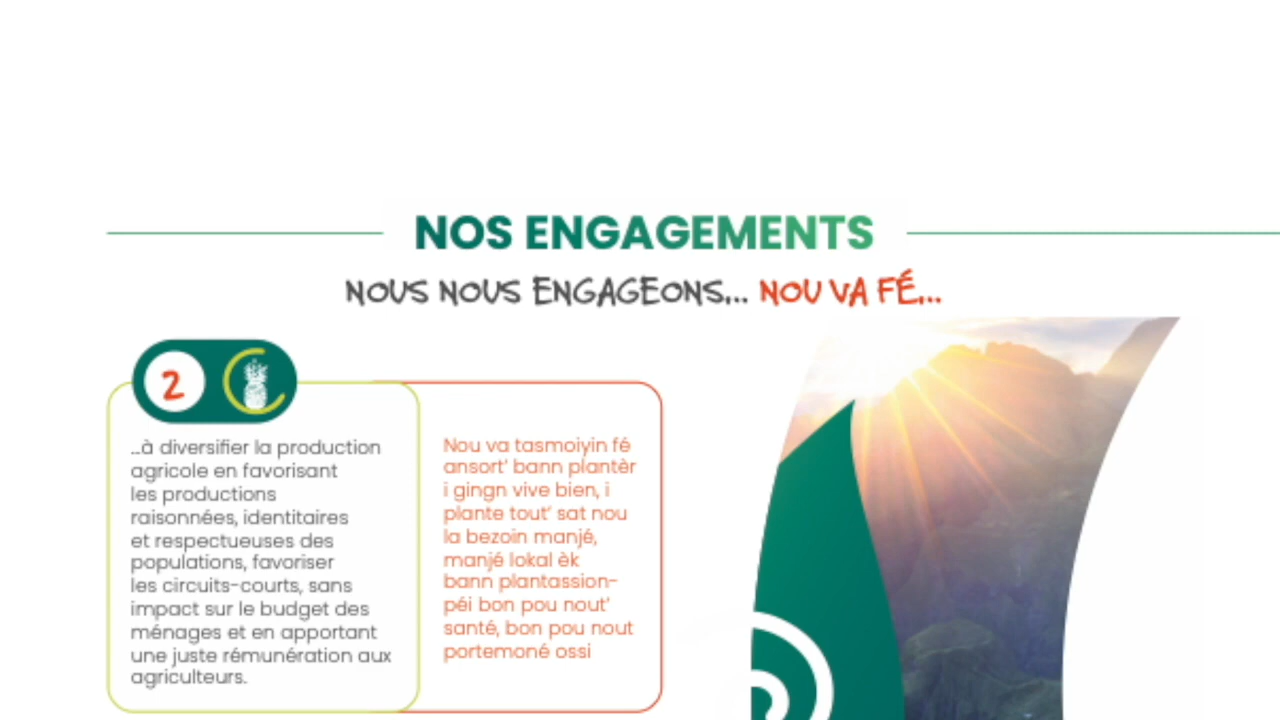 NOS ENGAGEMENTS
NOUS NOUS ENGAGEONS... NOU VA FÉ...
2
...à diversifier la production
agricole en favorisant
les productions
raisonnées, identitaires
et respectueuses des
populations, favoriser
les circuits-courts, sans
impact sur le budget des
ménages et en apportant
une juste rémunération aux
agriculteurs.
Nou va tasmoiyin fé
ansort' bann plantèr
i gingn vive bien, i
plante tout' sat nou
la bezoin manjé,
manjé lokal èk
bann plantassion-
péi bon pou nout'
santé, bon pou nout
portemoné ossi